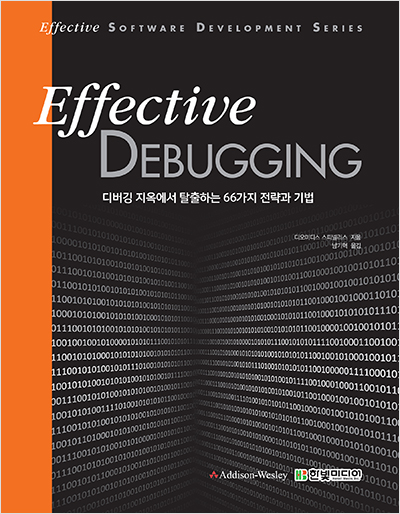 Effective SOFTWARE DEVELOPMENT SERIES
Effective
DEBUGGING
디버깅 지옥에서 탈출하는 66가지 전략과 기법
디오미디스 스피넬리스 지음
남기혁 옮김
Addison-Wesley
한빛미디어